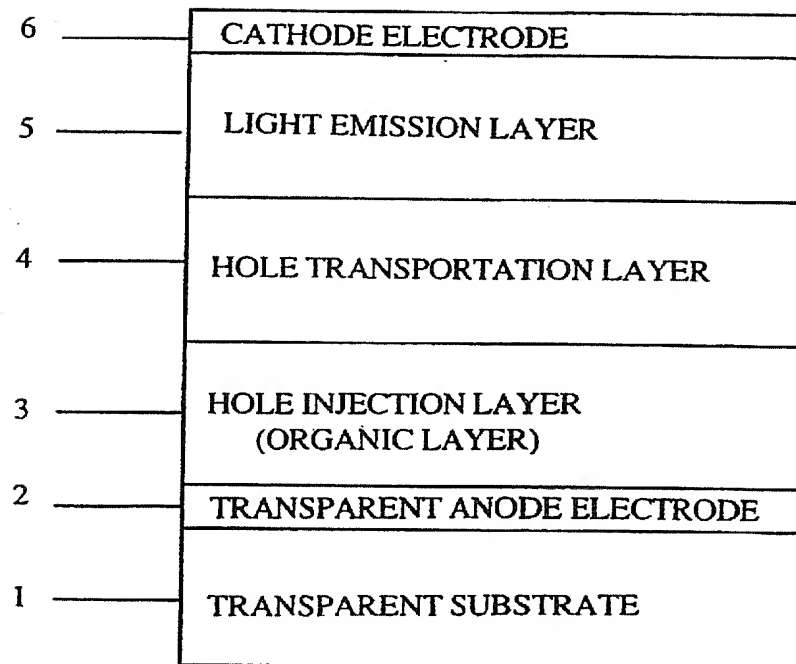 6 CATHODE ELECTRODE
5 LIGHT EMISSION LAYER
4 HOLE TRANSPORTATION LAYER
3 HOLE INJECTION LAYER
(ORGANIC LAYER)
2 TRANSPARENT ANODE ELECTRODE
1 TRANSPARENT SUBSTRATE